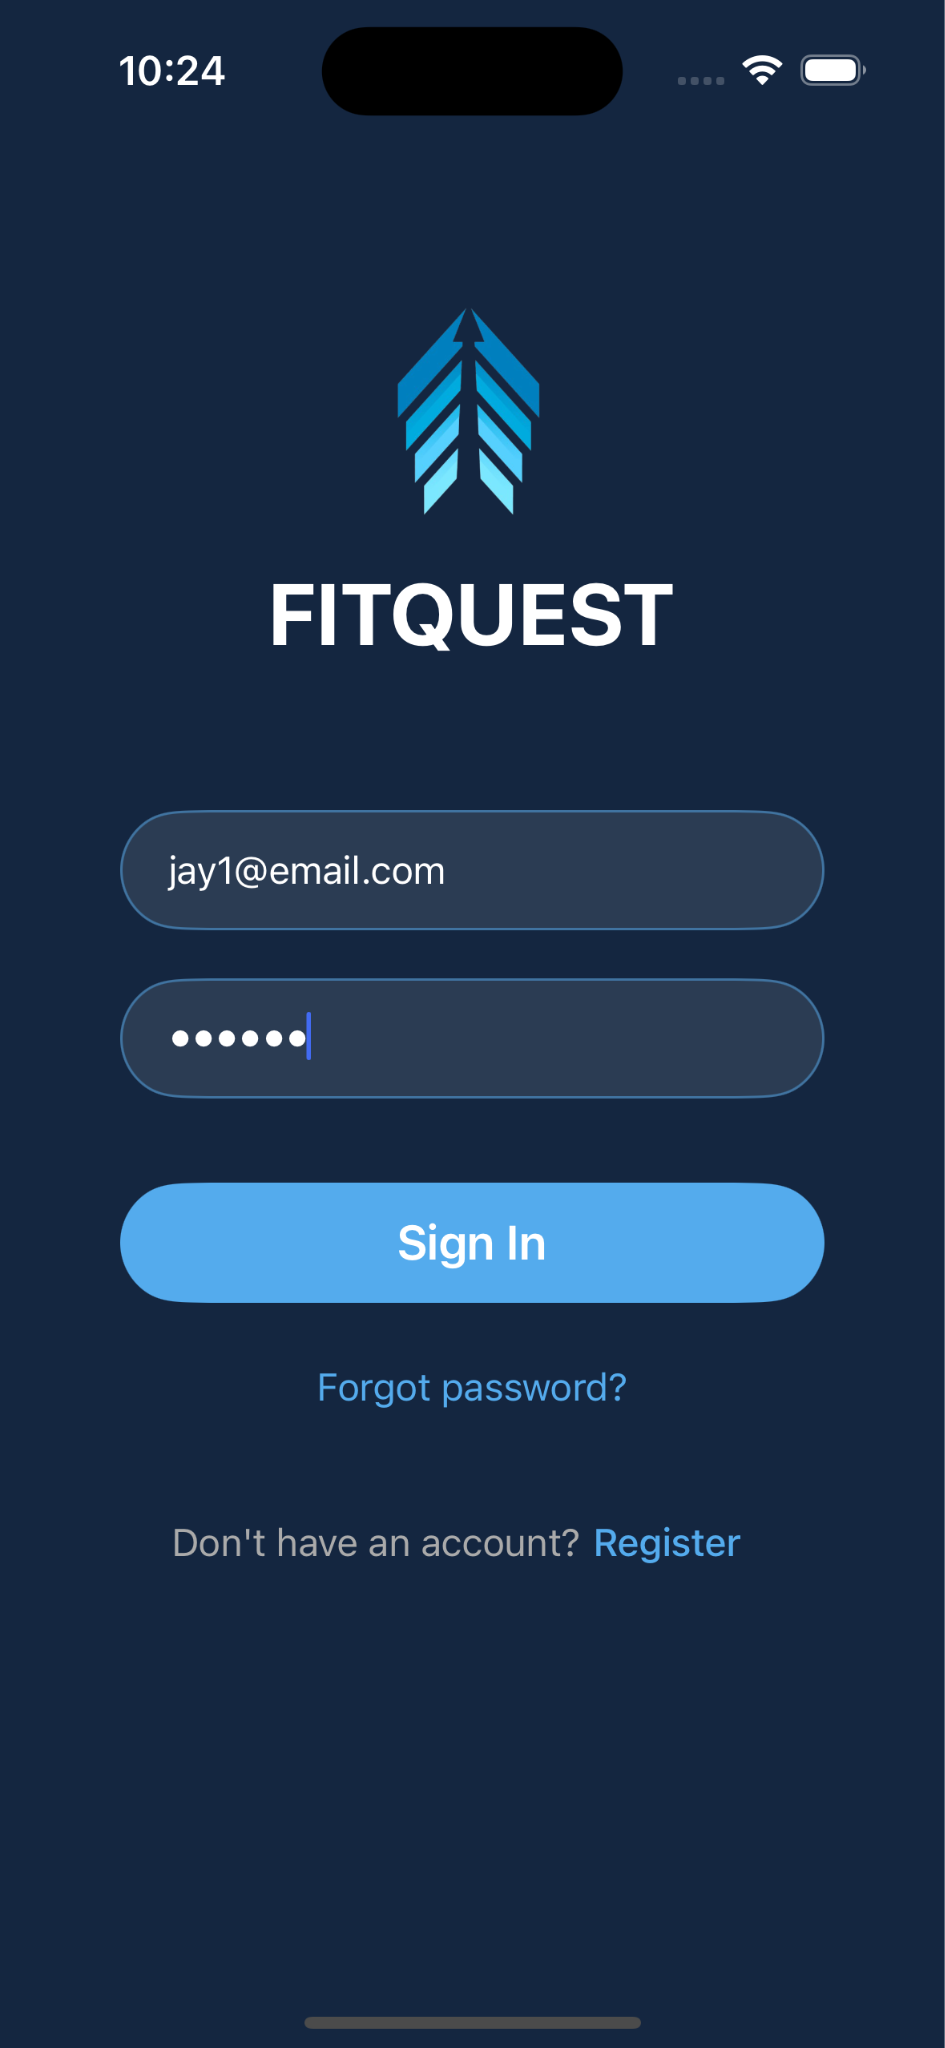 10:24
FITQUEST
jay1@email.com
••••••
Sign In
Forgot password?
Don't have an account? Register